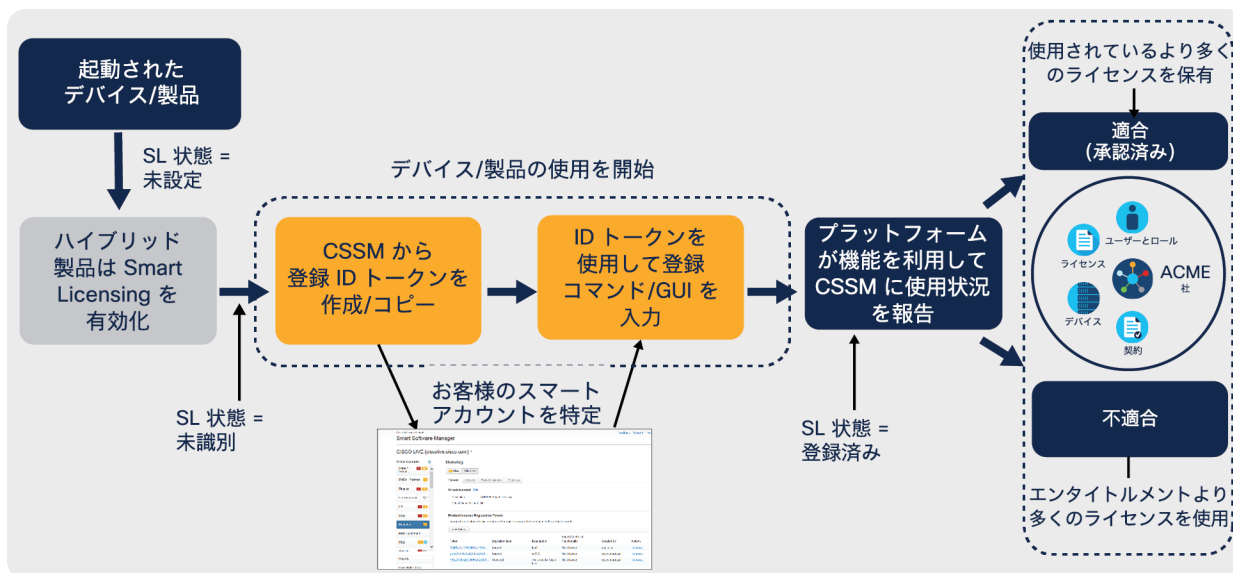 起動された
デバイス/製品
SL 状態 =
未設定
ハイブリッド
製品は Smart
Licensing を
有効化
SL 状態 =
未識別
デバイス/製品の使用を開始
CSSM から
登録 ID トークンを
作成/コピー
ID トークンを
使用して登録
コマンド/GUI を
入力
お客様のスマート
アカウントを特定
Smart Software Manager
プラットフォーム
が機能を利用して
CSSM に使用状況
を報告
SL 状態 =
登録済み
使用されているより多く
のライセンスを保有
適合
(承認済み)
ユーザーとロール
ライセンス
ACME
社
デバイス
契約
不適合
エンタイトルメントより
多くのライセンスを使用